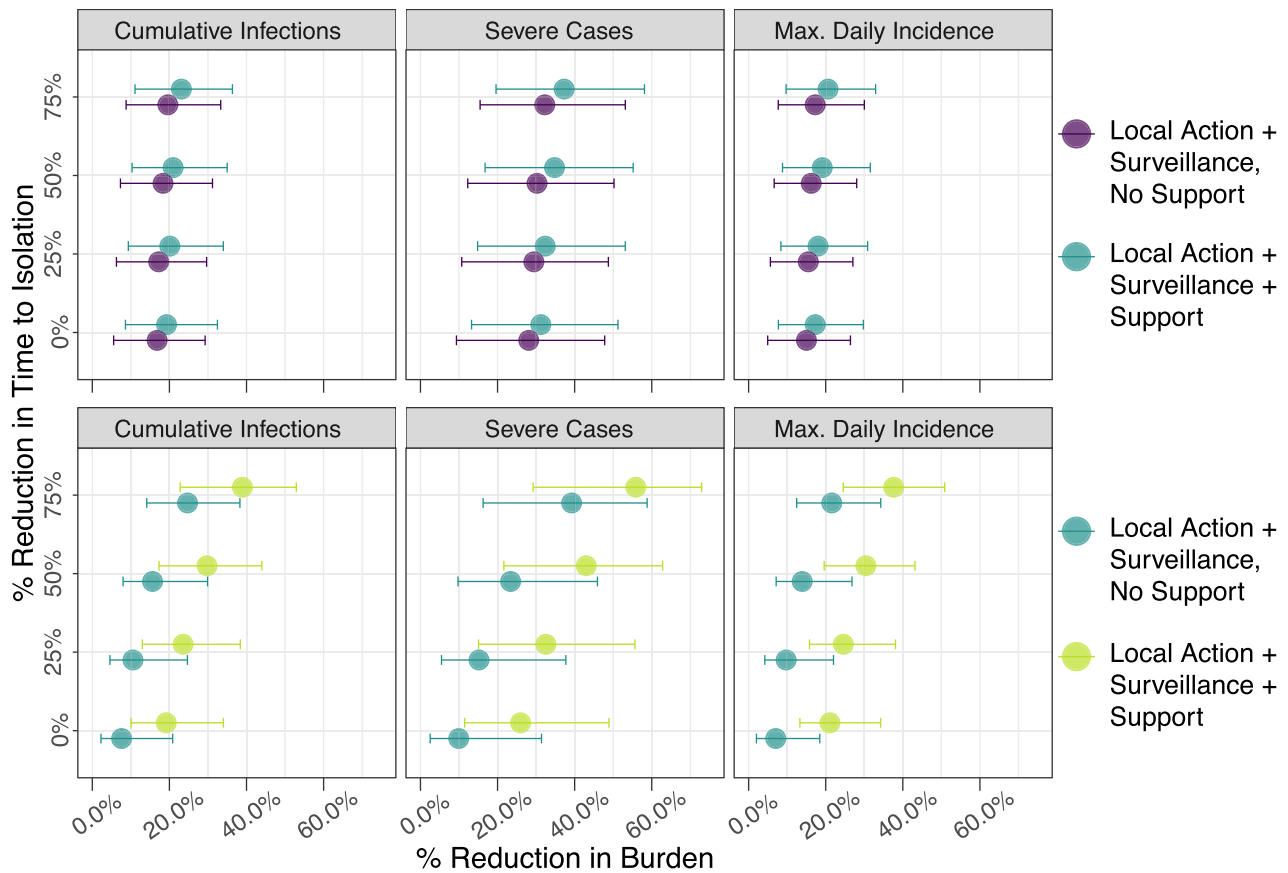 Cumulative Infections
Severe Cases
Max. Daily Incidence
75%
50%
25%
0%
Local Action +
Surveillance,
No Support
Local Action +
Surveillance +
Support
% Reduction in Time to Isolation
Cumulative Infections
Severe Cases
Max. Daily Incidence
75%
50%
25%
0%
Local Action +
Surveillance,
No Support
Local Action +
Surveillance +
Support
0.0% 20.0% 40.0% 60.0% 0.0% 20.0% 40.0% 60.0% 0.0% 20.0% 40.0% 60.0%
% Reduction in Burden